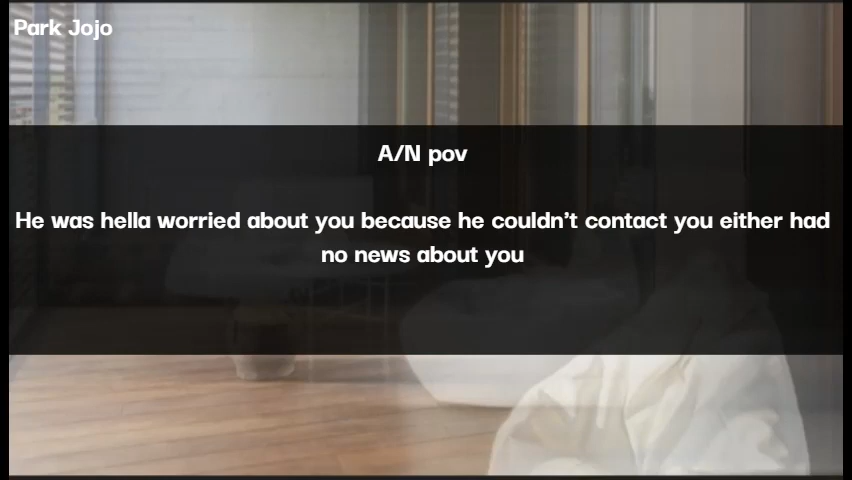 Park Jojo
A/N pov
He was hella worried about you because he couldn't contact you either had
no news about you